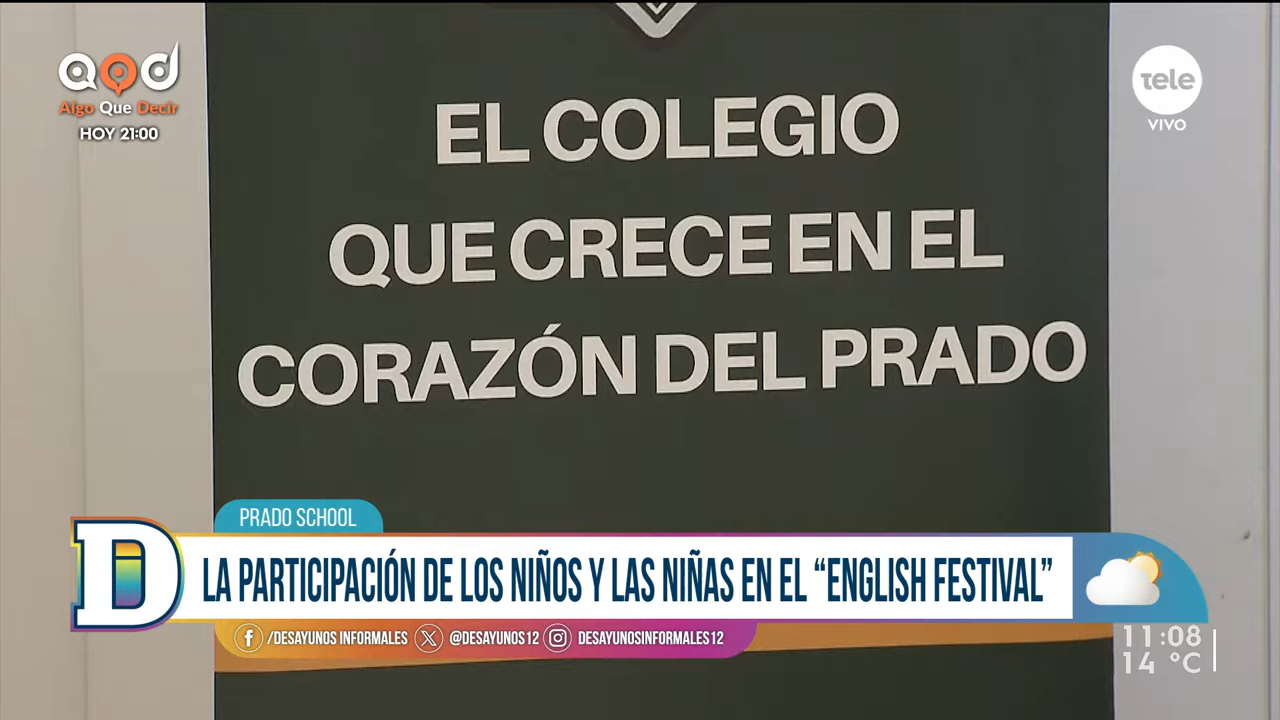 aqd
Algo Que Decir
HOY 21:00
tele
VIVO
EL COLEGIO
QUE CRECE EN EL
CORAZÓN DEL PRADO
PRADO SCHOOL
D
LA PARTICIPACIÓN DE LOS NIÑOS Y LAS NIÑAS EN EL “ENGLISH FESTIVAL”
/DESAYUNOS INFORMALES @DESAYUNOS12 DESAYUNOSINFORMALES12
11:08
14 °C